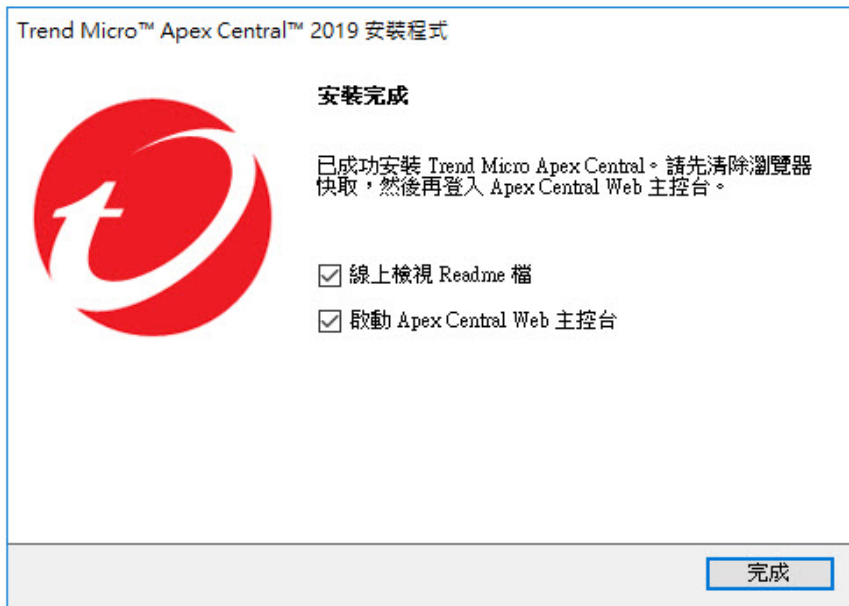 Trend Micro™ Apex Central™ 2019 安裝程式
安裝完成
已成功安裝 Trend Micro Apex Central。請先清除瀏覽器
快取，然後再登入 Apex Central Web 主控台。
線上檢視 Readme 檔
啟動 Apex Central Web 主控台
完成